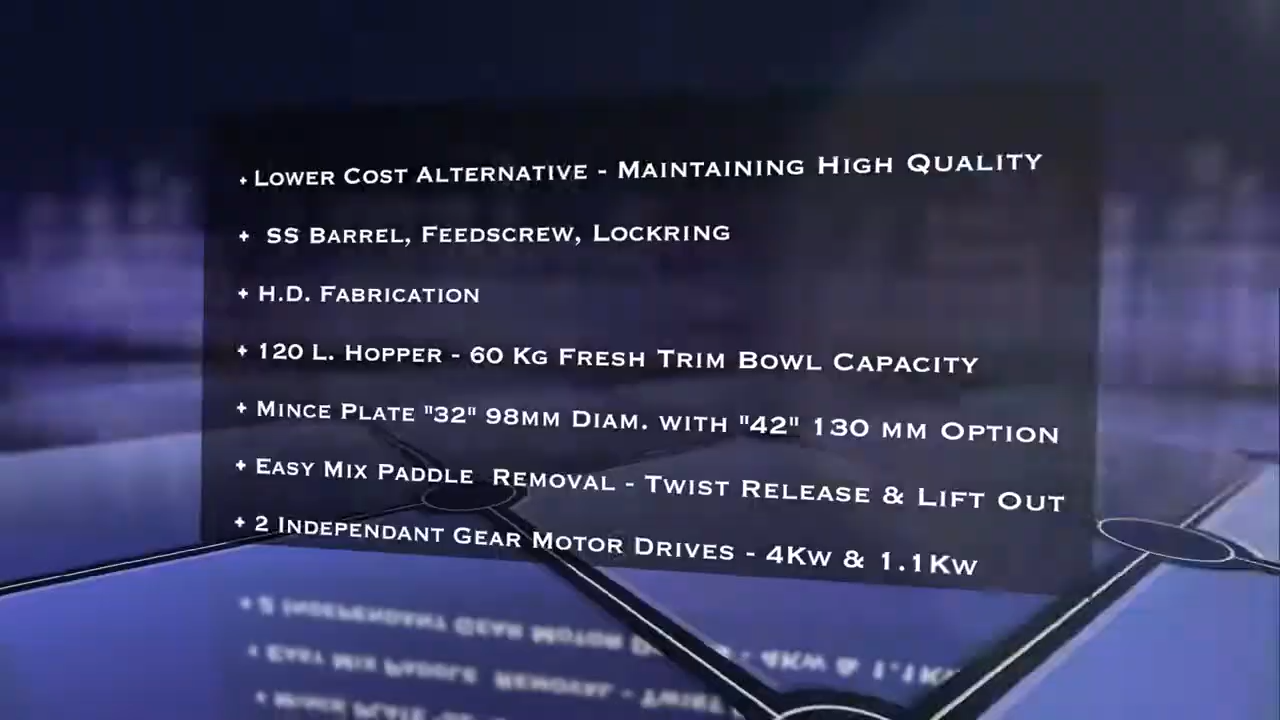 + Lower Cost Alternative - Maintaining High Quality
+ SS Barrel, Feedscrew, Lockring
+ H.D. Fabrication
+ 120 L. Hopper - 60 Kg Fresh Trim Bowl Capacity
+ Mince Plate "32" 98mm Diam. with "42" 130 mm Option
+ Easy Mix Paddle Removal - Twist Release & Lift Out
+ 2 Independant Gear Motor Drives - 4Kw & 1.1Kw